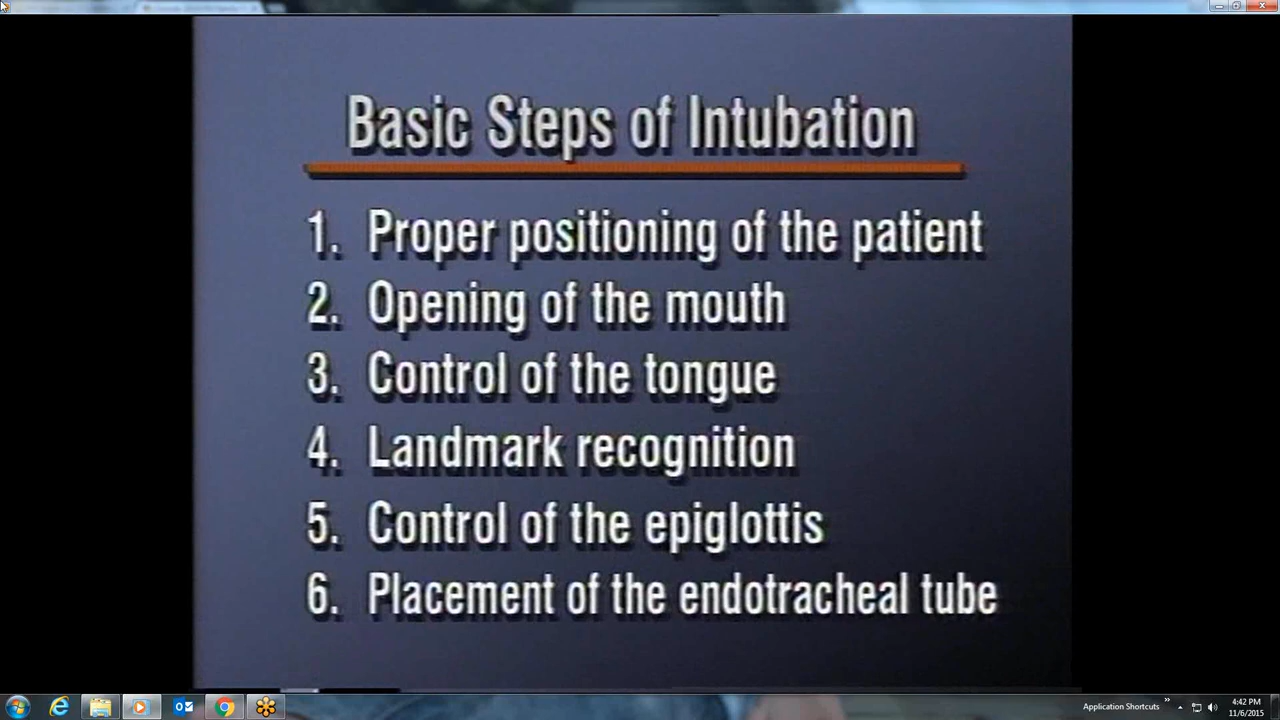 Basic Steps of Intubation
1. Proper positioning of the patient
2. Opening of the mouth
3. Control of the tongue
4. Landmark recognition
5. Control of the epiglottis
6. Placement of the endotracheal tube
Application Shortcuts
4:42 PM
11/6/2015